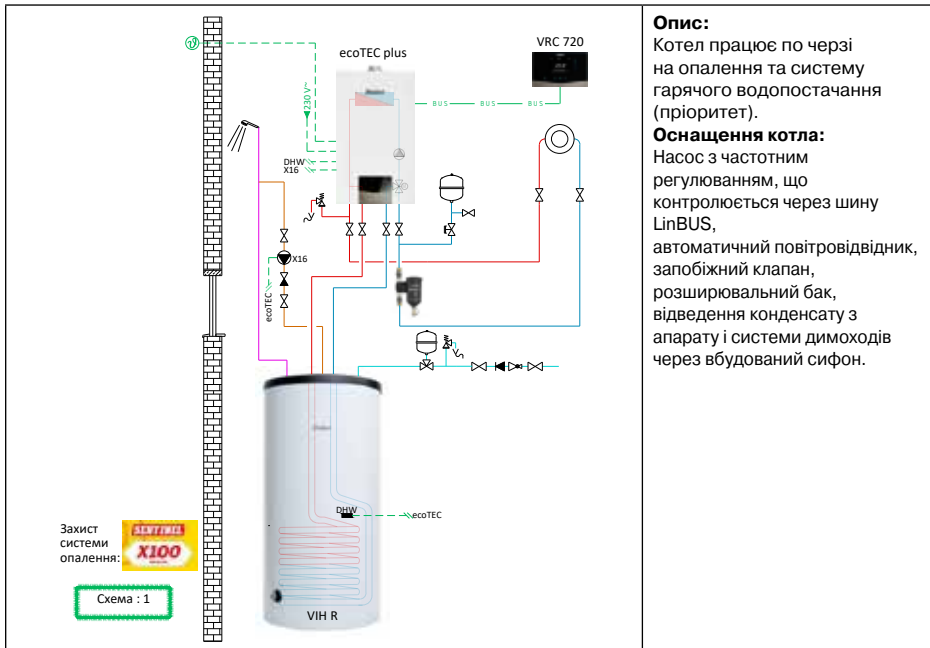 ecoTEC plus
VRC 720
230 V~
BUS BUS BUS
DHW
X16
X16
ecoTEC
DHW
ecoTEC
VIH R
Захист
системи
опалення:
SENTINEL
X100
Схема : 1
Опис:
Котел працює по черзі
на опалення та систему
гарячого водопостачання
(пріоритет).
Оснащення котла:
Насос з частотним
регулюванням, що
контролюється через шину
LinBUS,
автоматичний повітровідвідник,
запобіжний клапан,
розширювальний бак,
відведення конденсату з
апарату і системи димоходів
через вбудований сифон.